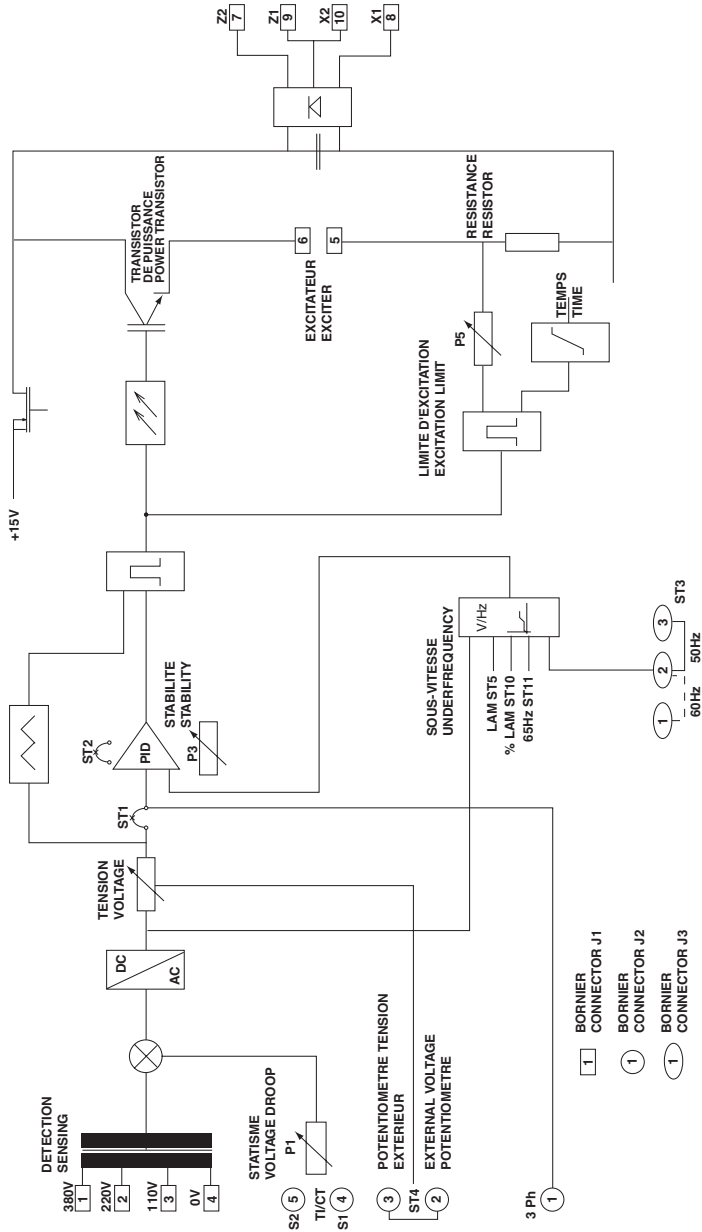 Z2
7
Z1
9
X2
10
X1
8
+15V
TRANSISTOR
DE PUISSANCE
POWER TRANSISTOR
6
5
EXCITATEUR
EXCITER
RESISTANCE
RESISTOR
P5
TEMPS
TIME
LIMITE D'EXCITATION
EXCITATION LIMIT
ST2
PID
STABILITE
STABILITY
P3
ST1
TENSION
VOLTAGE
DC
AC
SOUS-VITESSE
UNDERFREQUENCY
V/Hz
LAM ST5
% LAM ST10
65Hz ST11
1
2
3
ST3
60Hz
50Hz
DETECTION
SENSING
380V
1
220V
2
110V
3
0V
4
STATISME
VOLTAGE DROOP
P1
S2
5
TI/CT
S1
4
POTENTIOMETRE TENSION
EXTERIEUR
3
ST4
2
EXTERNAL VOLTAGE
POTENTIOMETRE
3 Ph
1
1
BORNIER
CONNECTOR J1
1
BORNIER
CONNECTOR J2
1
BORNIER
CONNECTOR J3